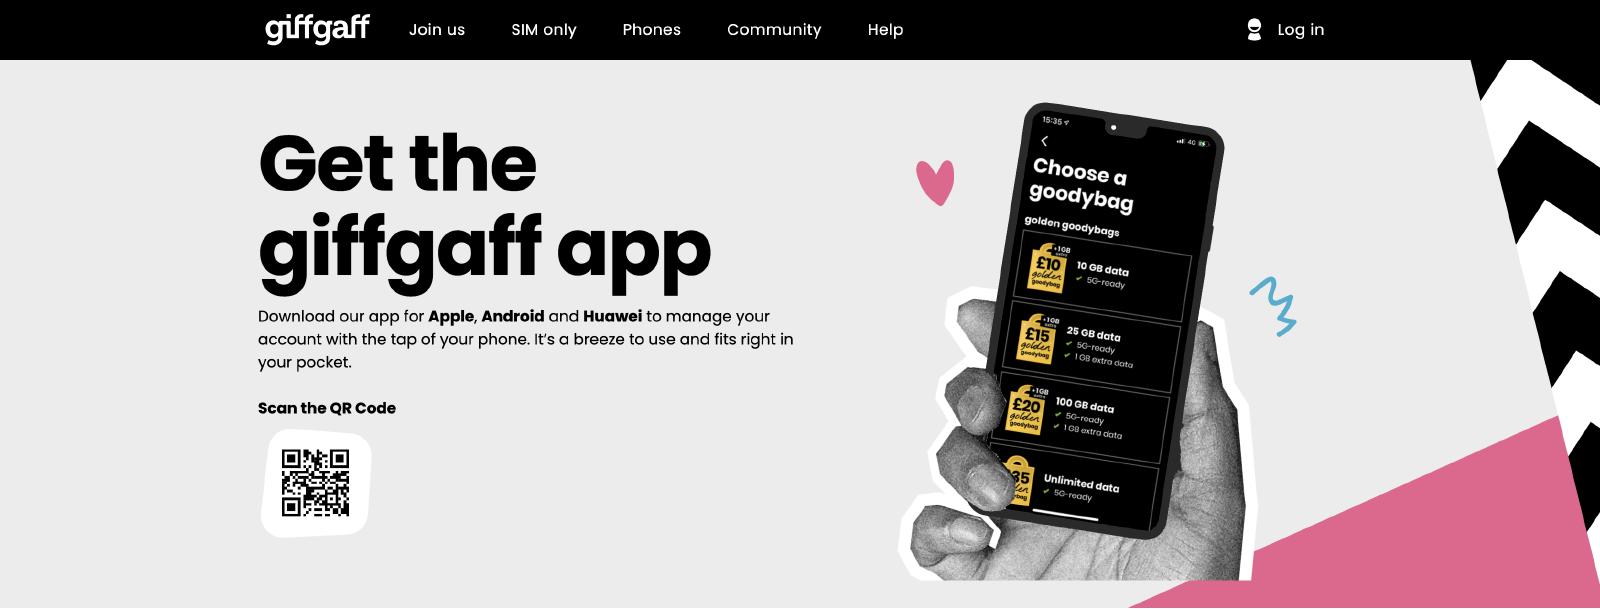 giffgaff
Join us
SIM only
Phones
Community
Help
Log in
Get the
giffgaff app
Download our app for Apple, Android and Huawei to manage your
account with the tap of your phone. It's a breeze to use and fits right in
your pocket.
Scan the QR Code
15:35
4G
Choose a
goodybag
golden goodybags
+1GB
extra
£10
golden
goodybag
10 GB data
5G-ready
+1GB
extra
£15
golden
goodybag
25 GB data
5G-ready
1 GB extra data
+1GB
extra
£20
golden
goodybag
100 GB data
5G-ready
1 GB extra data
Unlimited data
5G-ready